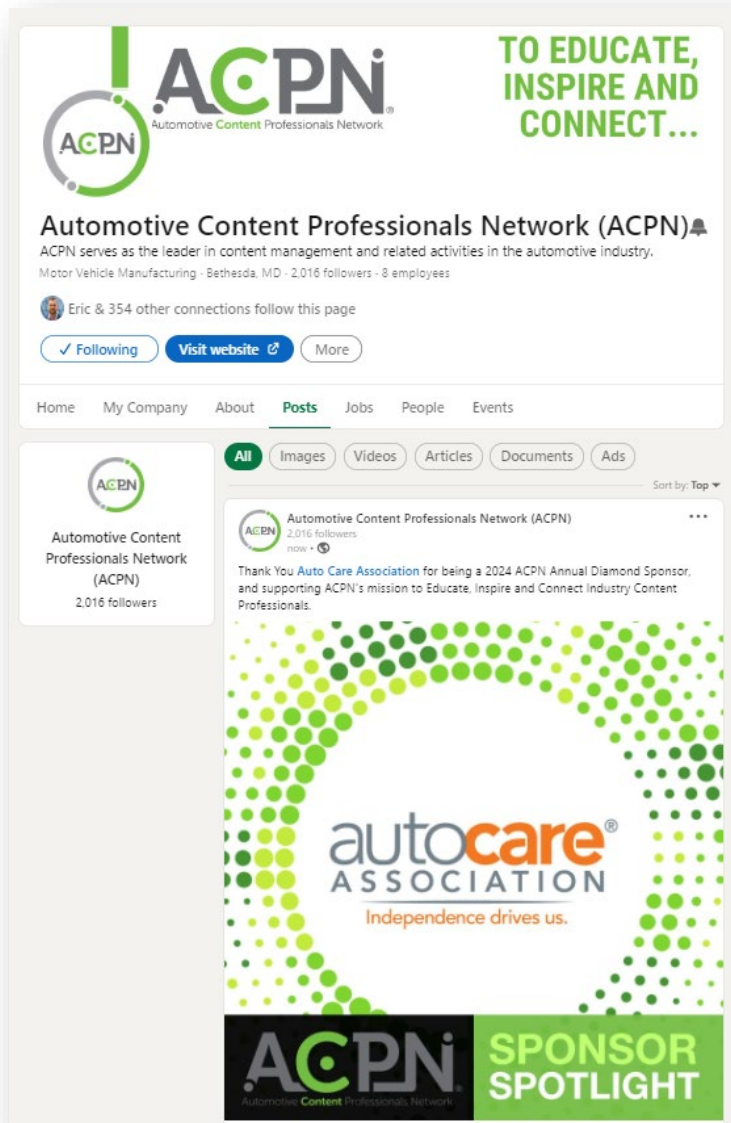 ACPN®
Automotive Content Professionals Network
TO EDUCATE,
INSPIRE AND
CONNECT...
ACPN
Automotive Content Professionals Network (ACPN)
ACPN serves as the leader in content management and related activities in the automotive industry.
Motor Vehicle Manufacturing · Bethesda, MD · 2,016 followers · 8 employees
Eric & 354 other connections follow this page
✓ Following
Visit website
More
Home My Company About Posts Jobs People Events
ACPN
Automotive Content
Professionals Network
(ACPN)
2,016 followers
All Images Videos Articles Documents Ads
Sort by: Top
ACPN
Automotive Content Professionals Network (ACPN)
2,016 followers
now •
Thank You Auto Care Association for being a 2024 ACPN Annual Diamond Sponsor,
and supporting ACPN's mission to Educate, Inspire and Connect Industry Content
Professionals.
autocare®
ASSOCIATION
Independence drives us.
ACPN
Automotive Content Professionals Network
SPONSOR
SPOTLIGHT